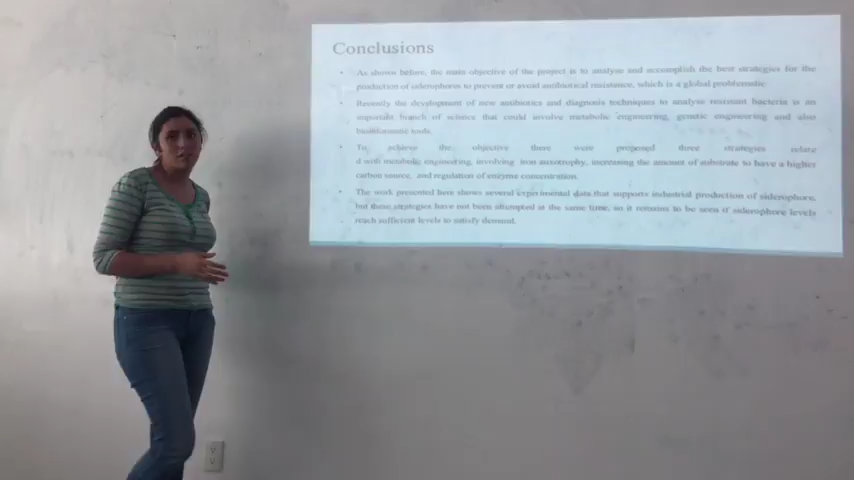 Conclusions
• As shown before, the main objective of the project is to analyze and accomplish the best strategies for the
production of siderophores to prevent or avoid antibiotical resistance, which is a global problematic.
• Recently the development of new antibiotics and diagnosis techniques to analyse resistant bacteria is an
important branch of science that could involve metabolic engineering, genetic engineering and also
bioinformatic tools.
• To achieve the objective there were proposed three strategies relate
d with metabolic engineering, involving iron auxotrophy, increasing the amount of substrate to have a higher
carbon source, and regulation of enzyme concentration.
• The work presented here shows several experimental data that supports industrial production of siderophore,
but these strategies have not been attempted at the same time, so it remains to be seen if siderophore levels
reach sufficient levels to satisfy demand.